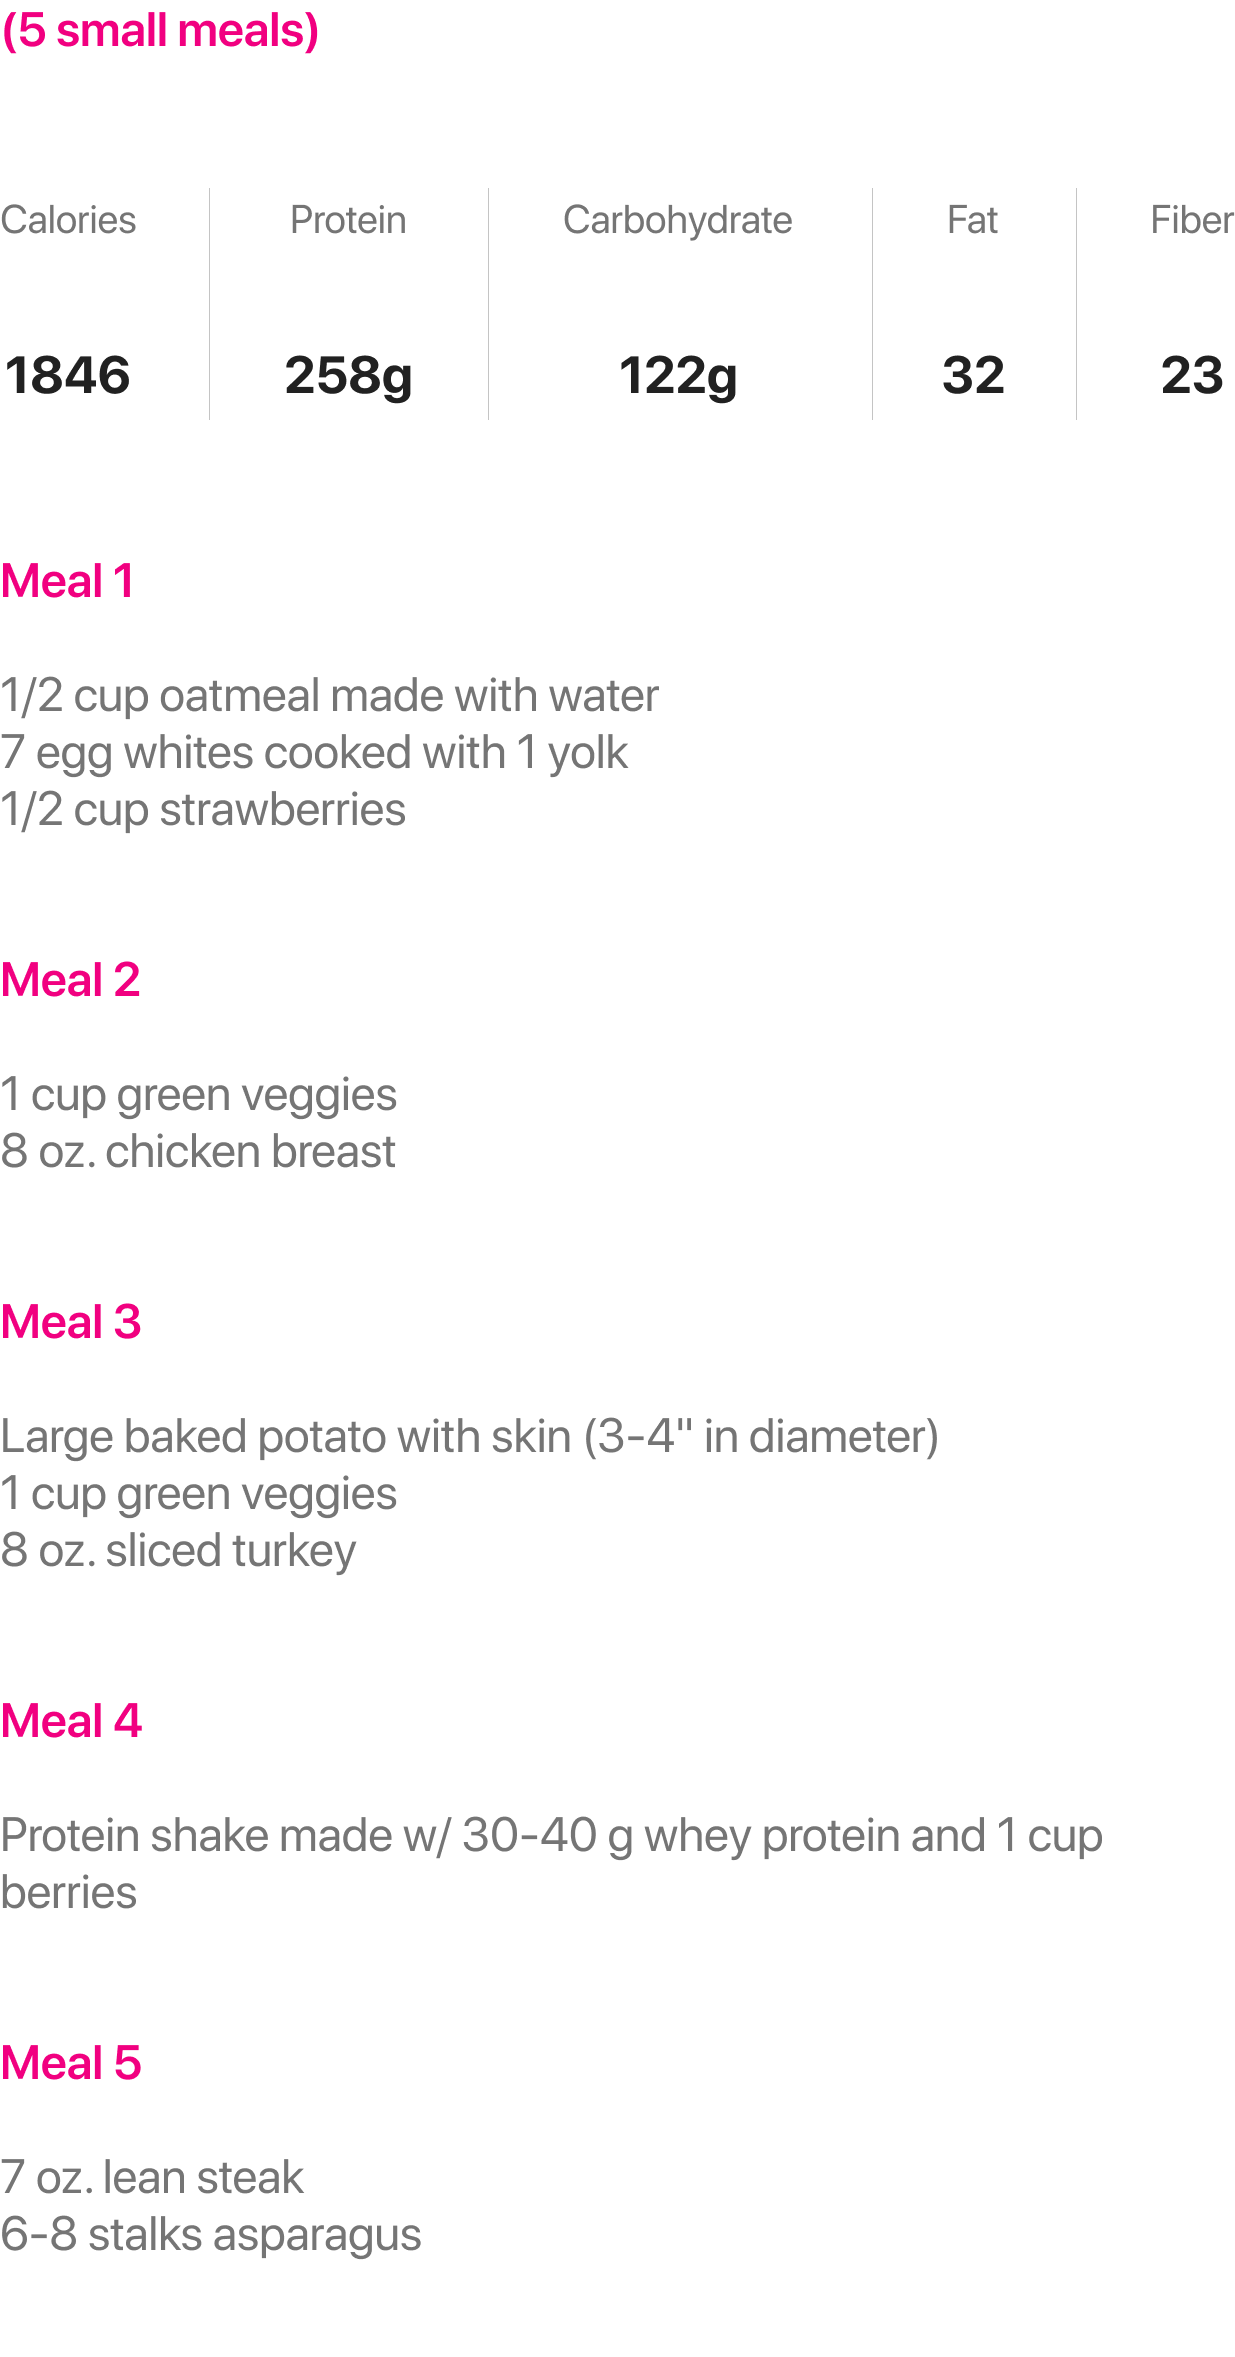 (5 small meals)
Calories Protein Carbohydrate Fat Fiber
1846 258g 122g 32 23
Meal 1
1/2 cup oatmeal made with water
7 egg whites cooked with 1 yolk
1/2 cup strawberries
Meal 2
1 cup green veggies
8 oz. chicken breast
Meal 3
Large baked potato with skin (3-4" in diameter)
1 cup green veggies
8 oz. sliced turkey
Meal 4
Protein shake made w/ 30-40 g whey protein and 1 cup
berries
Meal 5
7 oz. lean steak
6-8 stalks asparagus